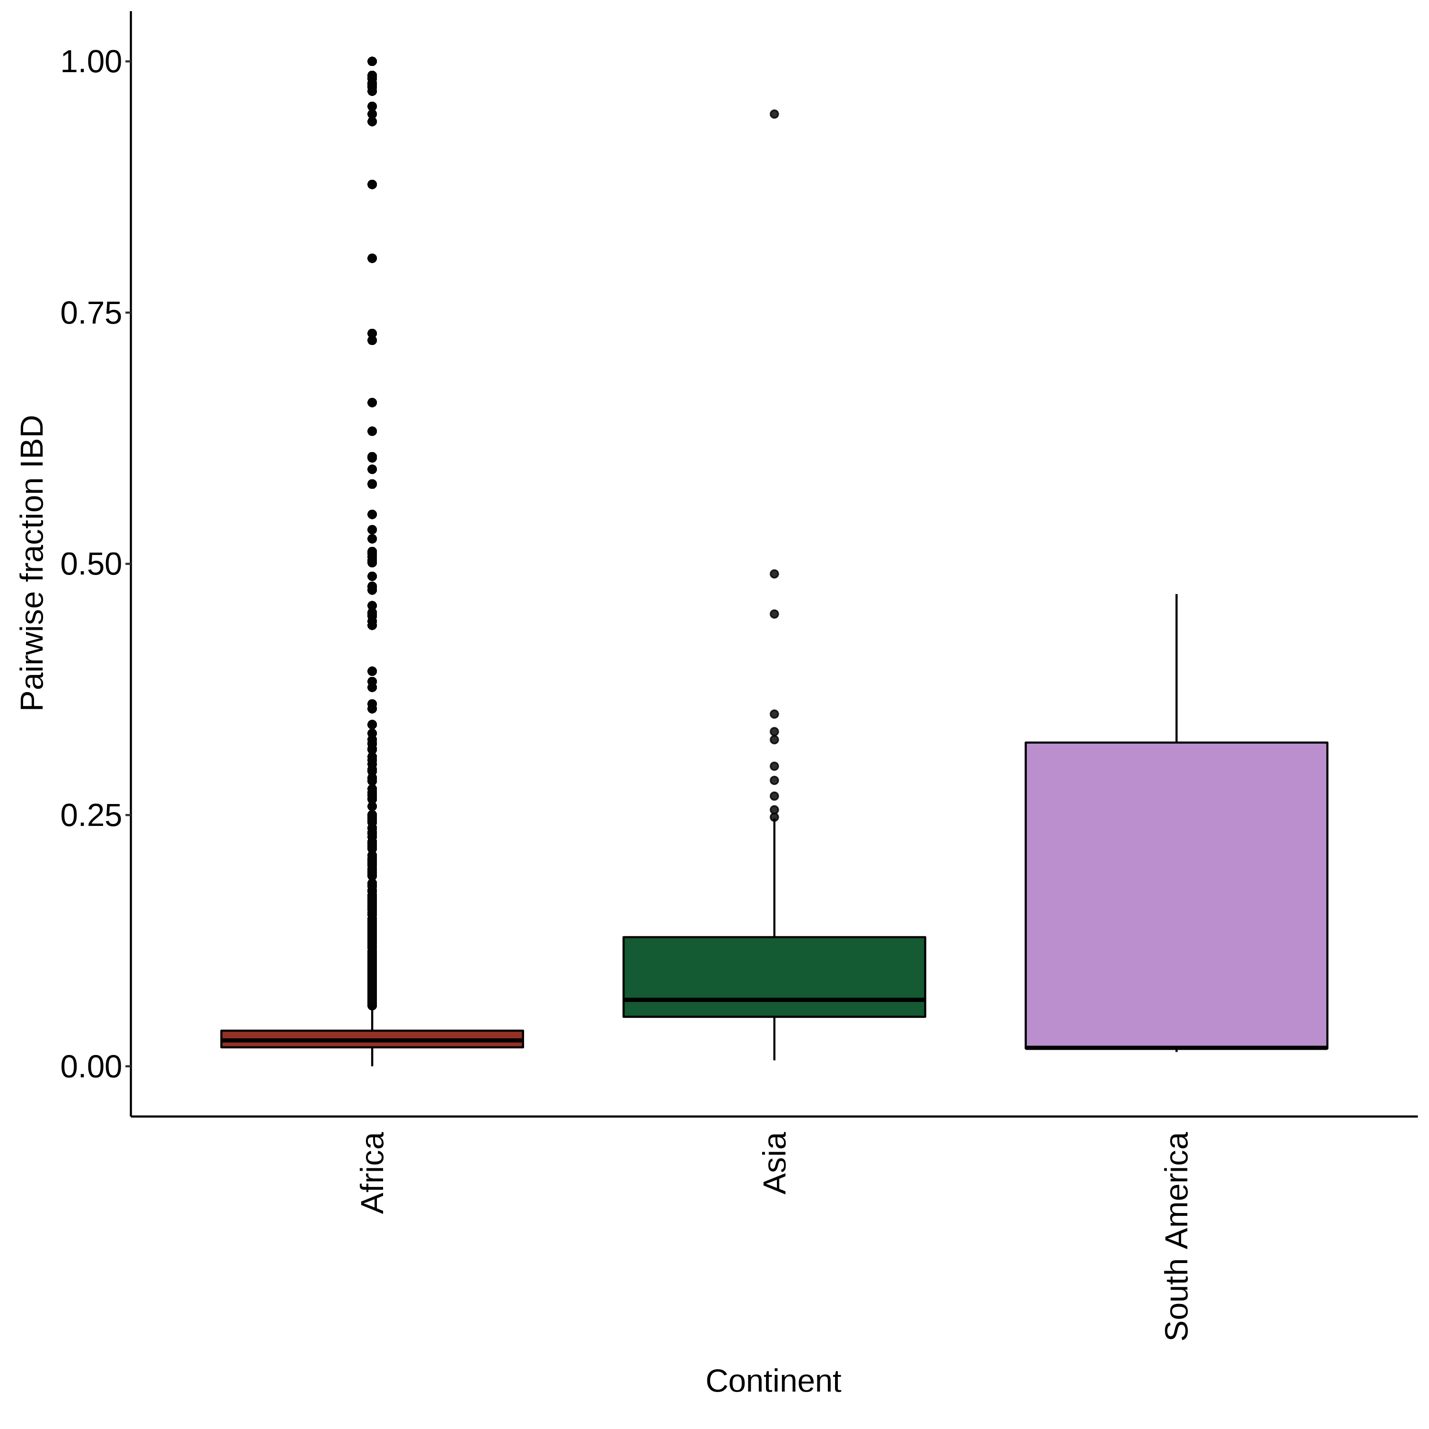 1.00
0.75
0.50
0.25
0.00
Pairwise fraction IBD
Africa
Asia
South America
Continent